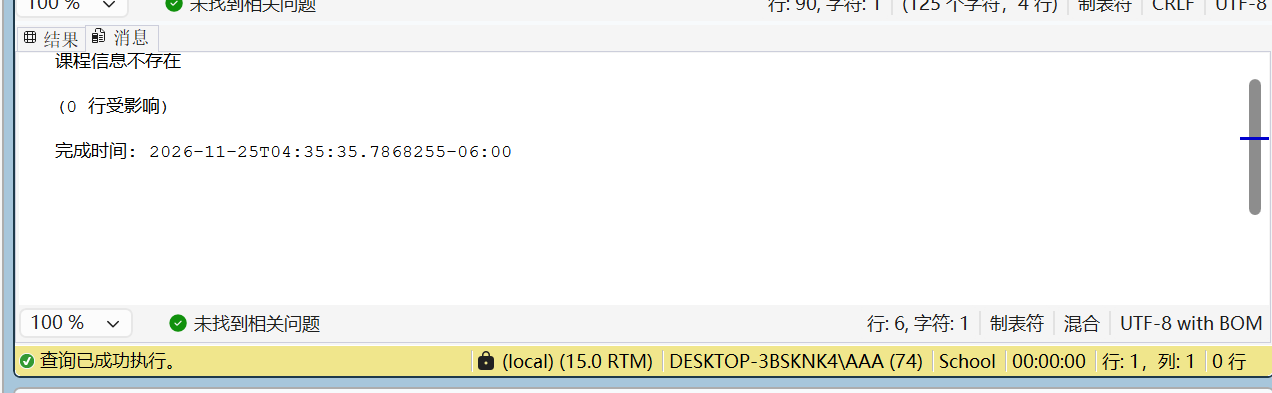 100 % 未找到相关问题 行: 90, 字符: 1 (125 个字符, 4 行) 制表符 CRLF UTF-8
结果 消息
课程信息不存在
(0 行受影响)
完成时间: 2026-11-25T04:35:35.7868255-06:00
100 % 未找到相关问题 行: 6, 字符: 1 制表符 混合 UTF-8 with BOM
查询已成功执行。 (local) (15.0 RTM) DESKTOP-3BSKNK4\AAA (74) School 00:00:00 行: 1, 列: 1 0 行